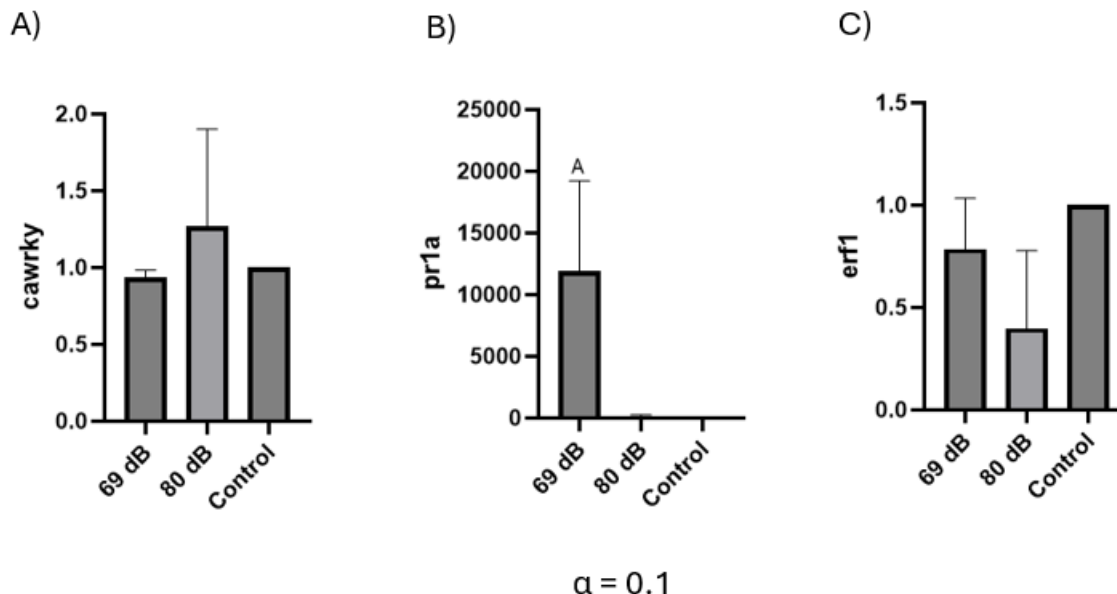 A)
cawrky
2.0
1.5
1.0
0.5
0.0
69 dB
80 dB
Control
B)
pr1a
25000
20000
15000
10000
5000
0
A
69 dB
80 dB
Control
C)
erf1
1.5
1.0
0.5
0.0
69 dB
80 dB
Control
α = 0.1